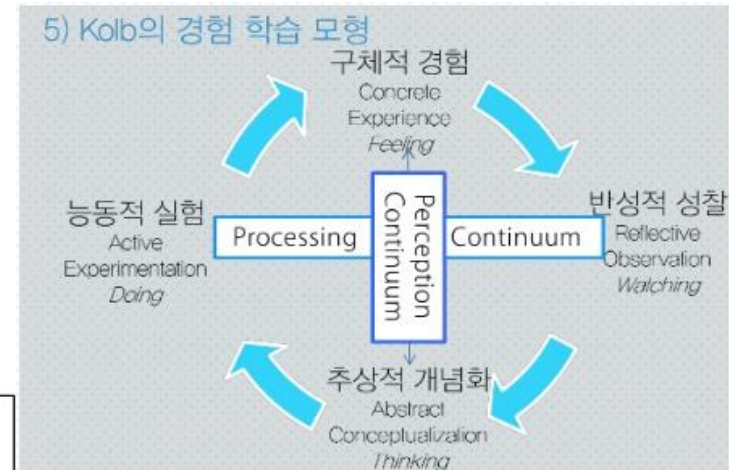 5) Kolb의 경험 학습 모형
구체적 경험
Concrete
Experience
Feeling
반성적 성찰
Reflective
Observation
Watching
능동적 실험
Active
Experimentation
Doing
Processing Continuum
Perception
Continuum
추상적 개념화
Abstract
Conceptualization
Thinking